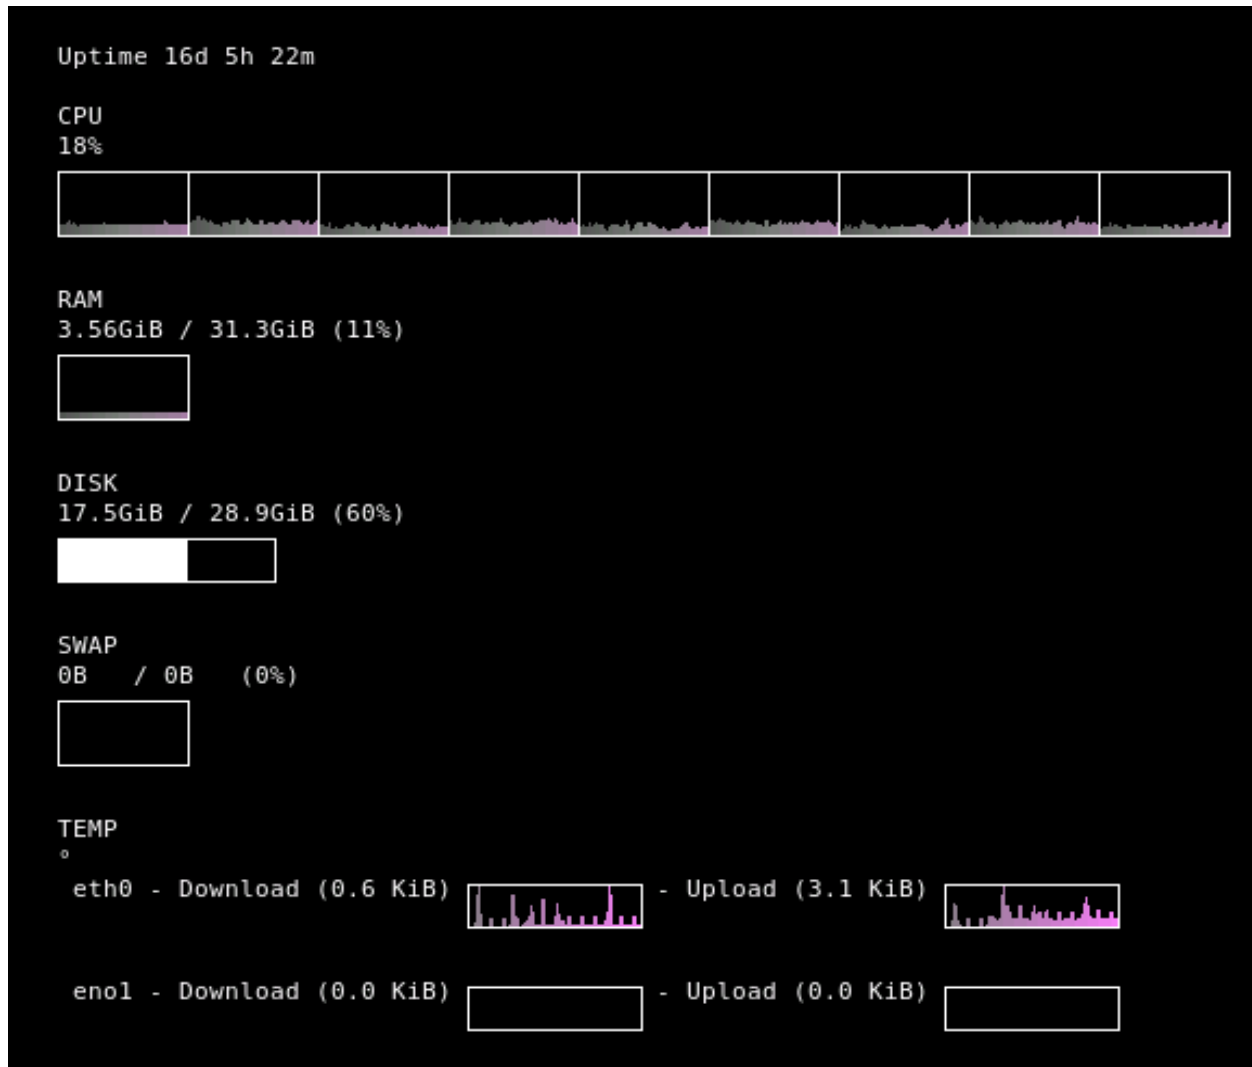 Uptime 16d 5h 22m
CPU
18%
RAM
3.56GiB / 31.3GiB (11%)
DISK
17.5GiB / 28.9GiB (60%)
SWAP
0B   / 0B   (0%)
TEMP
°
eth0 - Download (0.6 KiB) - Upload (3.1 KiB)
eno1 - Download (0.0 KiB) - Upload (0.0 KiB)